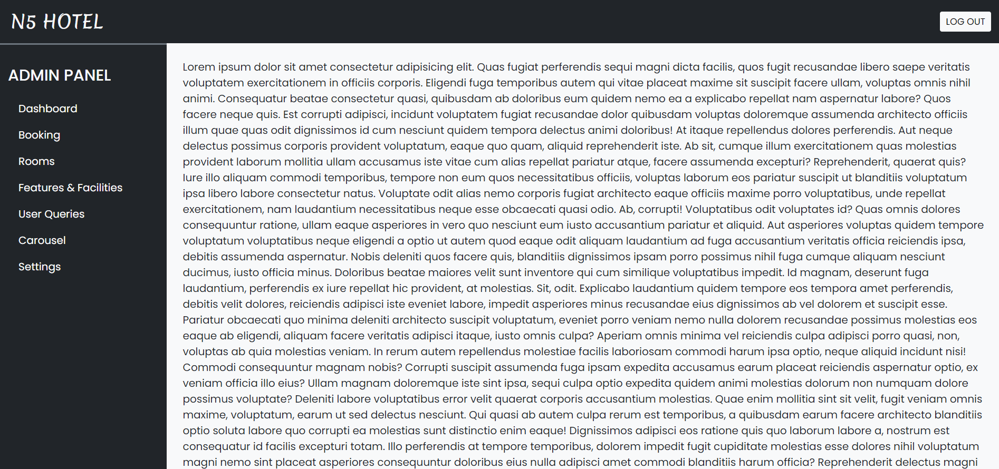 N5 HOTEL
LOG OUT
ADMIN PANEL
Dashboard
Booking
Rooms
Features & Facilities
User Queries
Carousel
Settings
Lorem ipsum dolor sit amet consectetur adipisicing elit. Quas fugiat perferendis sequi magni dicta facilis, quos fugit recusandae libero saepe veritatis
voluptatem exercitationem in officiis corporis. Eligendi fuga temporibus autem qui vitae placeat maxime sit suscipit facere ullam, voluptas omnis nihil
animi. Consequatur beatae consectetur quasi, quibusdam ab doloribus eum quidem nemo ea a explicabo repellat nam aspernatur labore? Quos
facere neque quis. Est corrupti adipisci, incidunt voluptatem fugiat recusandae dolor quibusdam voluptas doloremque assumenda architecto officiis
illum quae quas odit dignissimos id cum nesciunt quidem tempora delectus animi doloribus! At itaque repellendus dolores perferendis. Aut neque
delectus possimus corporis provident voluptatum, eaque quo quam, aliquid reprehenderit iste. Ab sit, cumque illum exercitationem quas molestias
provident laborum mollitia ullam accusamus iste vitae cum alias repellat pariatur atque, facere assumenda excepturi? Reprehenderit, quaerat quis?
Iure illo aliquam commodi temporibus, tempore non eum quos necessitatibus officiis, voluptas laborum eos pariatur suscipit ut blanditiis voluptatum
ipsa libero labore consectetur natus. Voluptate odit alias nemo corporis fugiat architecto eaque officiis maxime porro voluptatibus, unde repellat
exercitationem, nam laudantium necessitatibus neque esse obcaecati quasi odio. Ab, corrupti! Voluptatibus odit voluptates id? Quas omnis dolores
consequuntur ratione, ullam eaque asperiores in vero quo nesciunt eum iusto accusantium pariatur et aliquid. Aut asperiores voluptas quidem tempore
voluptatum voluptatibus neque eligendi a optio ut autem quod eaque odit aliquam laudantium ad fuga accusantium veritatis officia reiciendis ipsa,
debitis assumenda aspernatur. Nobis deleniti quos facere quis, blanditiis dignissimos ipsam porro possimus nihil fuga cumque aliquam nesciunt
ducimus, iusto officia minus. Doloribus beatae maiores velit sunt inventore qui cum similique voluptatibus impedit. Id magnam, deserunt fuga
laudantium, perferendis ex iure repellat hic provident, at molestias. Sit, odit. Explicabo laudantium quidem tempore eos tempora amet perferendis,
debitis velit dolores, reiciendis adipisci iste eveniet labore, impedit asperiores minus recusandae eius dignissimos ab vel dolorem et suscipit esse.
Pariatur obcaecati quo minima deleniti architecto suscipit voluptatum, eveniet porro veniam nemo nulla dolorem recusandae possimus molestias eos
eaque ab eligendi, aliquam facere veritatis adipisci itaque, iusto omnis culpa? Aperiam omnis minima vel reiciendis culpa adipisci porro quasi, non,
voluptas ab quia molestias veniam. In rerum autem repellendus molestiae facilis laboriosam commodi harum ipsa optio, neque aliquid incidunt nisi!
Commodi consequuntur magnam nobis? Corrupti suscipit assumenda fuga ipsam expedita accusamus earum placeat reiciendis aspernatur optio, ex
veniam officia illo eius? Ullam magnam doloremque iste sint ipsa, sequi culpa optio expedita quidem animi molestias dolorum non numquam dolore
possimus voluptate? Deleniti labore voluptatibus error velit quaerat corporis accusantium molestias. Quae enim mollitia sint sit velit, fugit veniam omnis
maxime, voluptatum, earum ut sed delectus nesciunt. Qui quasi ab autem culpa rerum est temporibus, a quibusdam earum facere architecto blanditiis
optio soluta labore quo corrupti ea molestias sunt distinctio enim eaque! Dignissimos adipisci eos ratione quis quo laborum labore a, nostrum est
consequatur id facilis excepturi totam. Illo perferendis at tempore temporibus, dolorem impedit fugit cupiditate molestias esse dolores nihil voluptatum
magni nemo sint placeat asperiores consequuntur doloribus eius nulla adipisci amet commodi blanditiis harum officia? Reprehenderit delectus magni